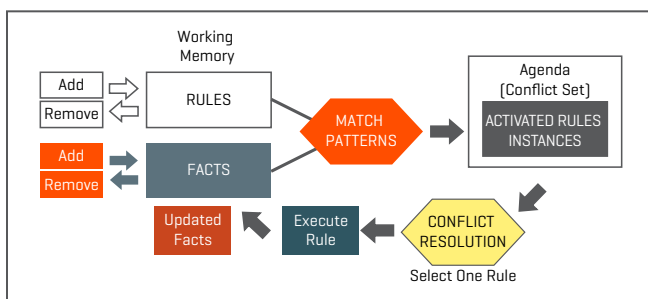 Working
Memory
Add
Remove
RULES
Add
Remove
FACTS
MATCH
PATTERNS
Agenda
(Conflict Set)
ACTIVATED RULES
INSTANCES
Updated
Facts
Execute
Rule
CONFLICT
RESOLUTION
Select One Rule